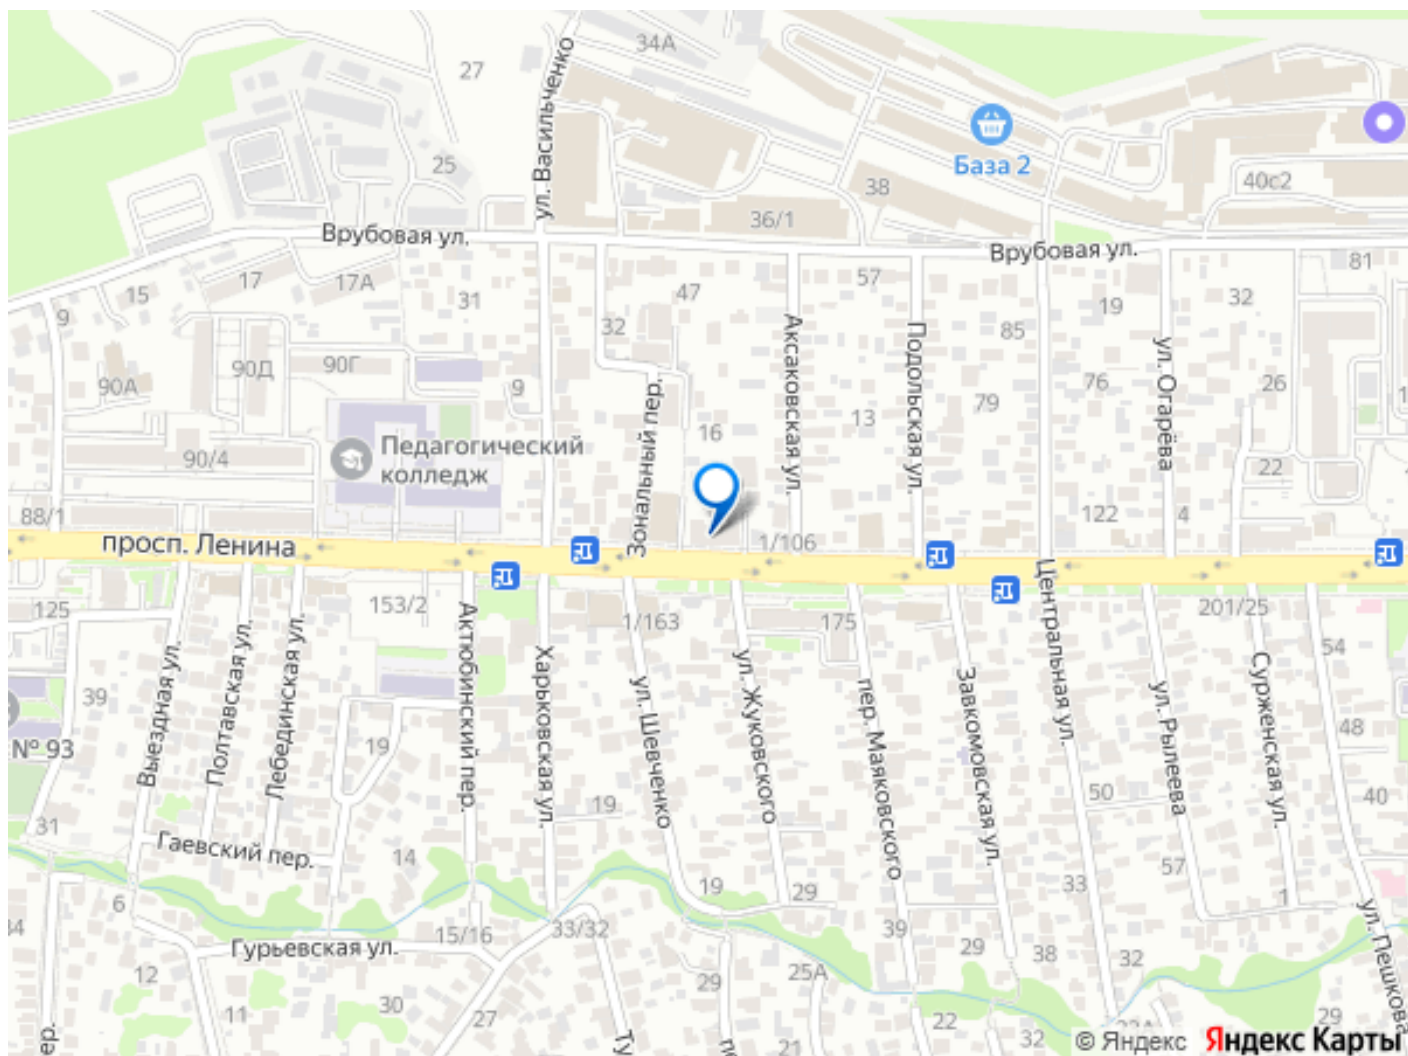 34А
27
ул. Васильченко
База 2
25
38
40с2
36/1
Врубовая ул.
Врубовая ул.
81
17
17А
57
15
31
47
19
32
9
32
85
Аксаковская ул.
Подольская ул.
ул. Огарёва
90Д
90Г
90А
9
76
26
79
13
Зональный пер.
16
Педагогический
колледж
90/4
22
88/1
122
4
просп. Ленина
1/106
125
153/2
1/163
175
201/25
54
Выездная ул.
Полтавская ул.
Лебединская ул.
Актюбинский пер.
Харьковская ул.
ул. Шевченко
ул. Жуковского
пер. Маяковского
Завкомовская ул.
Центральная ул.
ул. Рылеева
Сурженская ул.
39
№ 93
19
48
50
40
19
31
Гаевский пер.
14
57
33
19
29
1
6
ул. Пешкова
33/32
15/16
39
Гурьевская ул.
29
38
32
12
25А
29
30
11
27
22
32
29
ер.
Ту
© Яндекс
Яндекс Карты